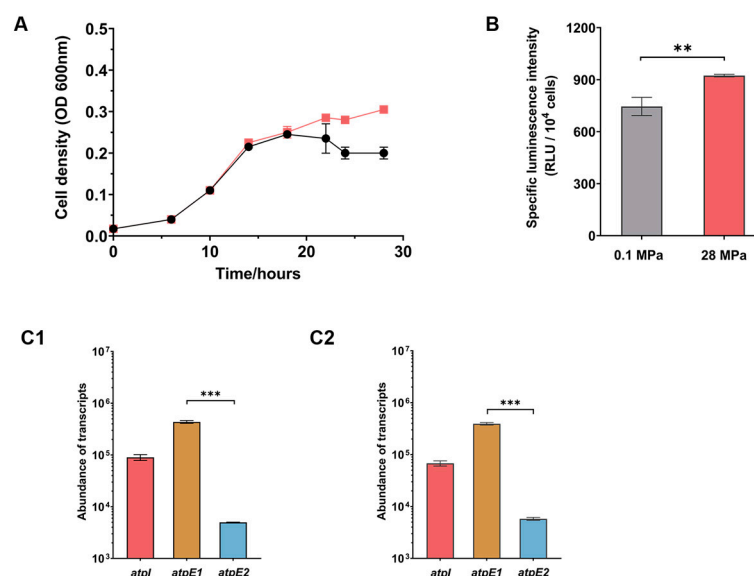 A
Cell density (OD 600nm)
0.5
0.4
0.3
0.2
0.1
0.0
0
10
20
30
Time/hours
B
Specific luminescence intensity
(RLU / 10⁴ cells)
1200
900
600
300
0
**
0.1 MPa
28 MPa
C1
Abundance of transcripts
10⁷
10⁶
10⁵
10⁴
10³
***
atpI
atpE1
atpE2
C2
Abundance of transcripts
10⁷
10⁶
10⁵
10⁴
10³
***
atpI
atpE1
atpE2